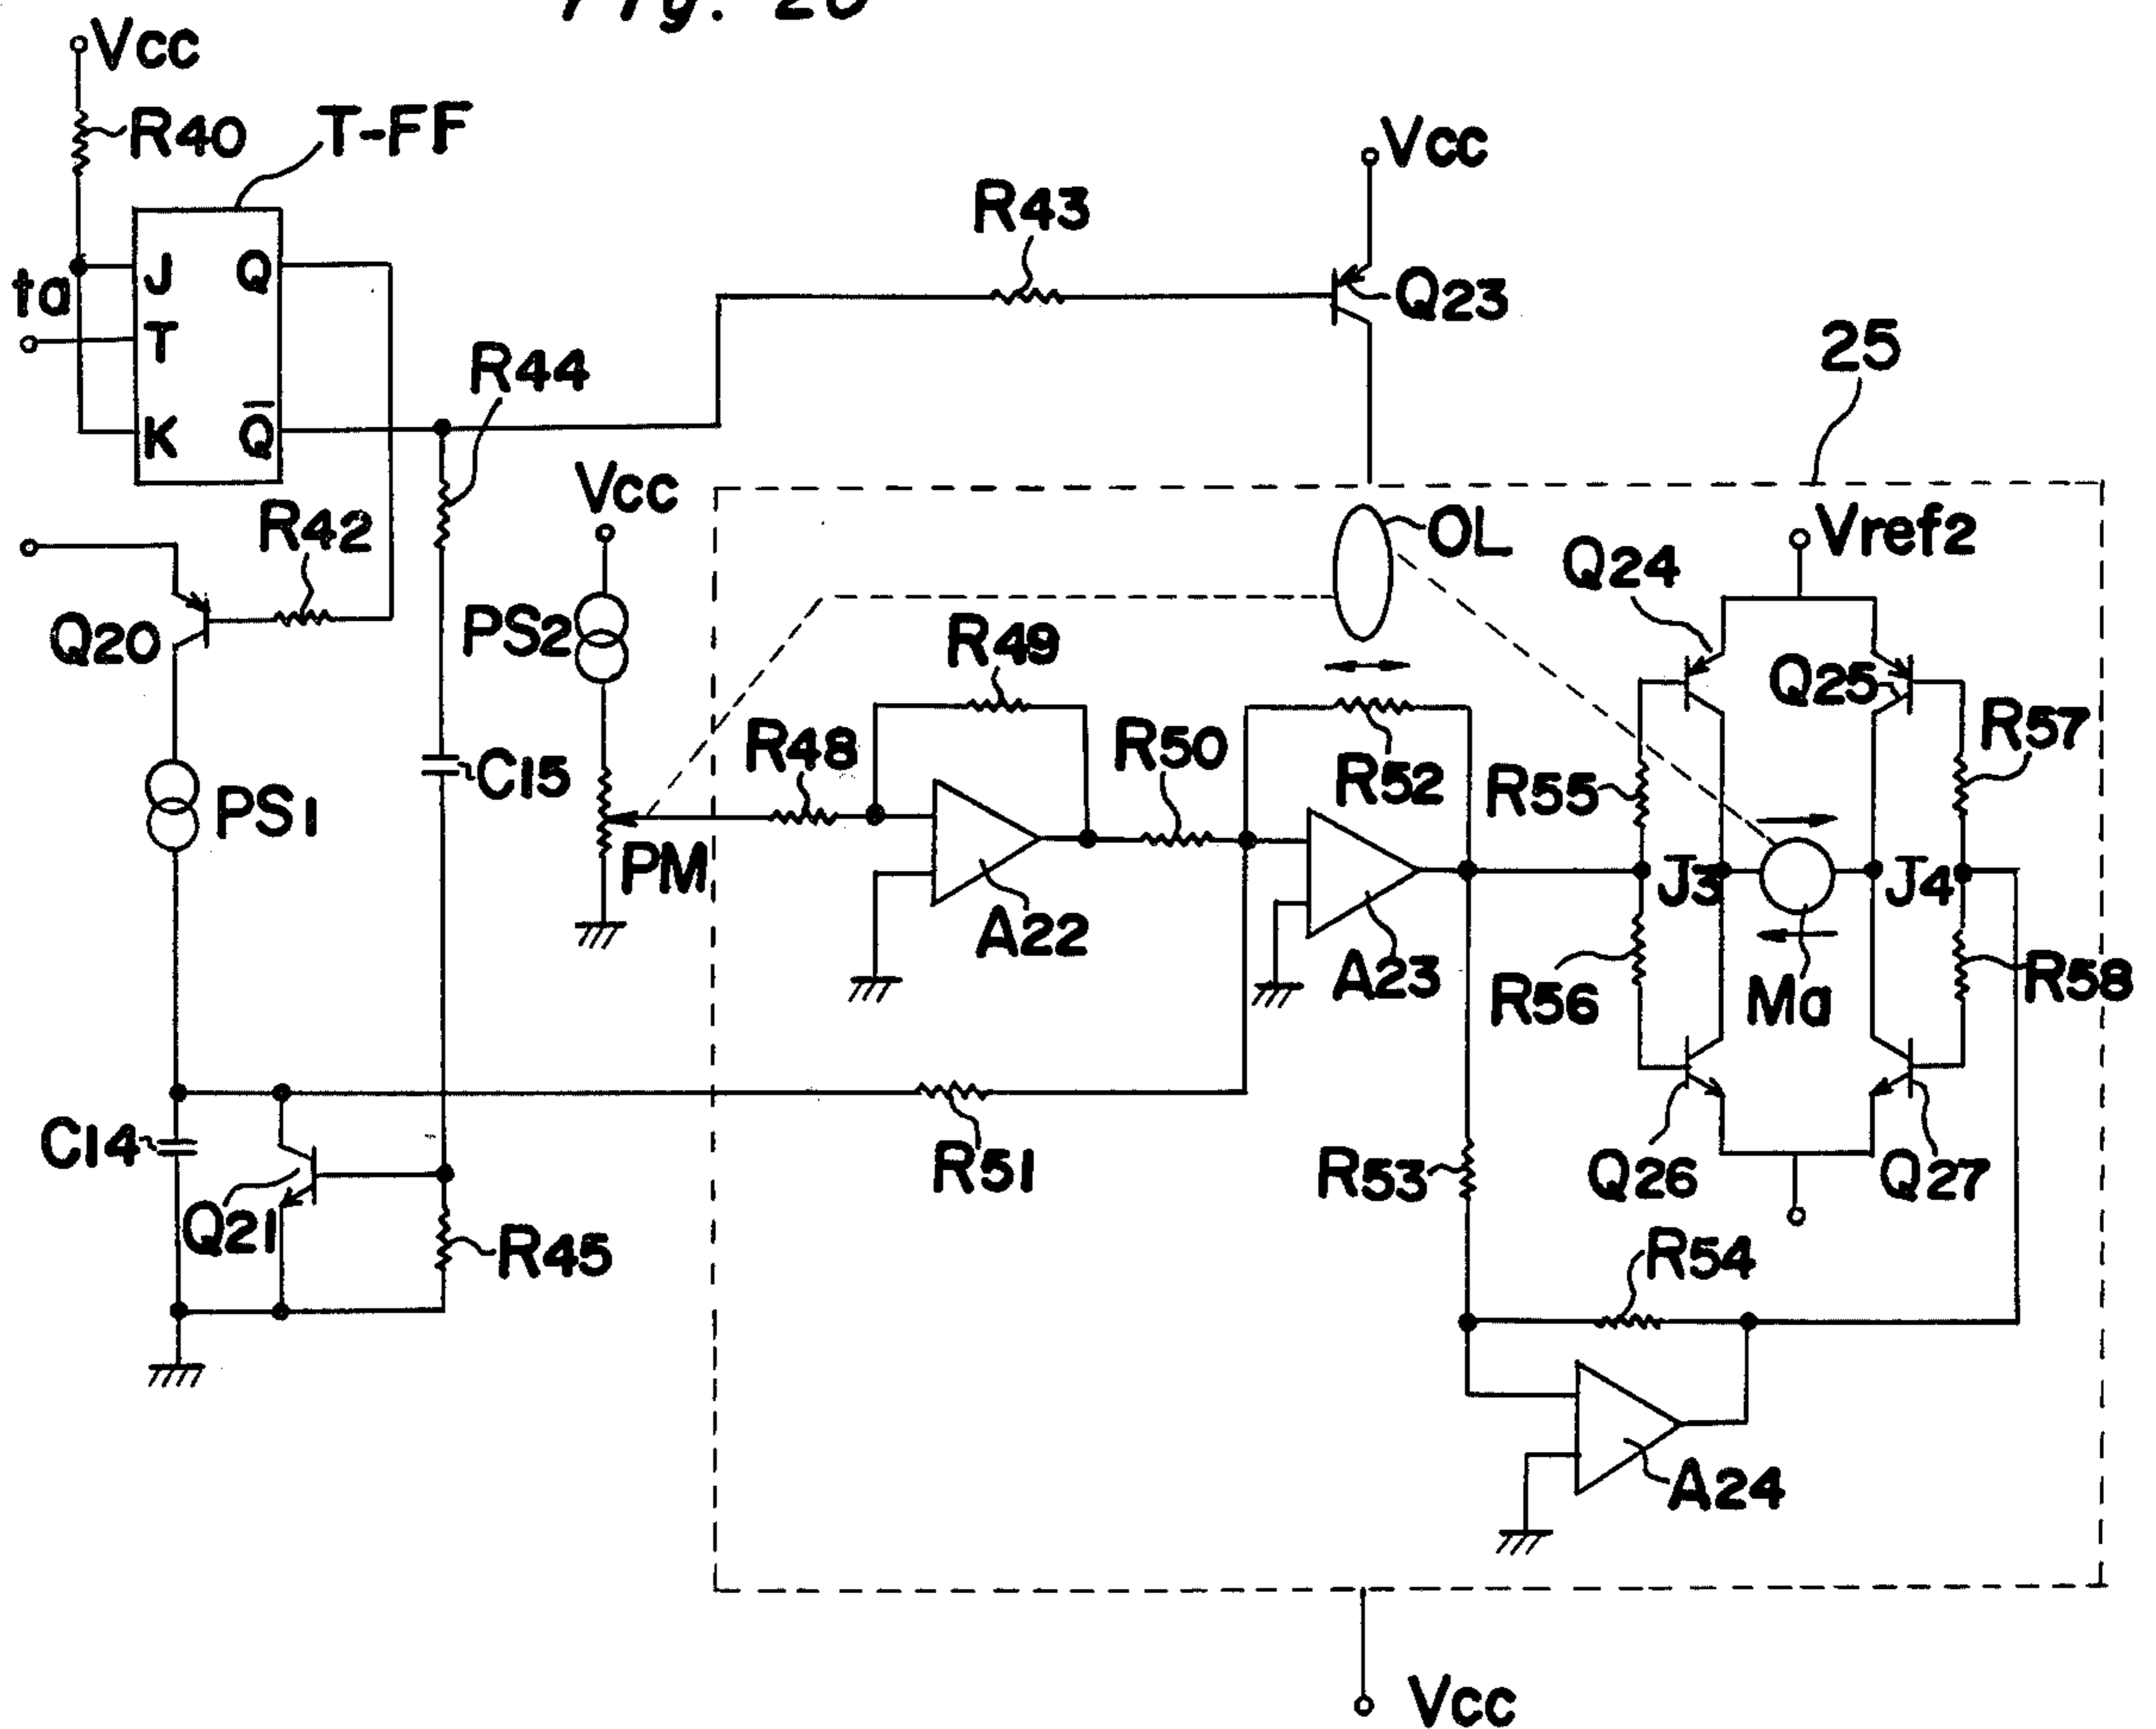 Vcc
R40
T-FF
Vcc
R43
J
Q
ta
Q23
T
25
R44
K
Q̅
Vcc
R42
OL
Vref2
Q24
Q20
PS2
R49
Q25
R48
R50
R57
R52
R55
C15
PS1
PM
J3
J4
A22
A23
R56
Ma
R58
C14
R51
R53
Q26
Q27
Q21
R45
R54
A24
Vcc